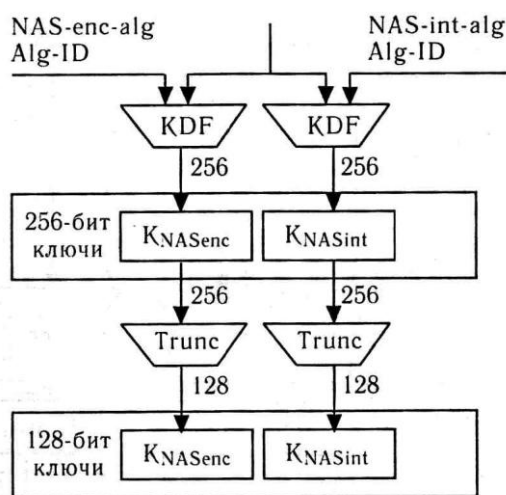 NAS-enc-alg
Alg-ID
NAS-int-alg
Alg-ID
KDF
KDF
256
256
256-бит
ключи
KNASenc
KNASint
256
256
Trunc
Trunc
128
128
128-бит
ключи
KNASenc
KNASint